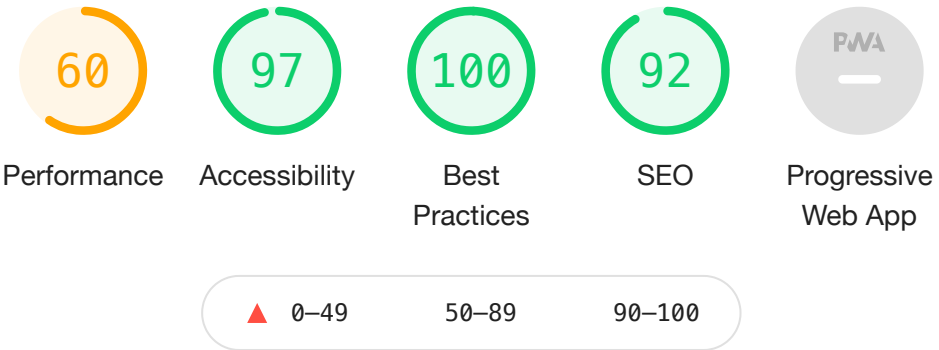 60 97 100 92 PWA
Performance Accessibility Best Practices SEO Progressive Web App
0–49 50–89 90–100